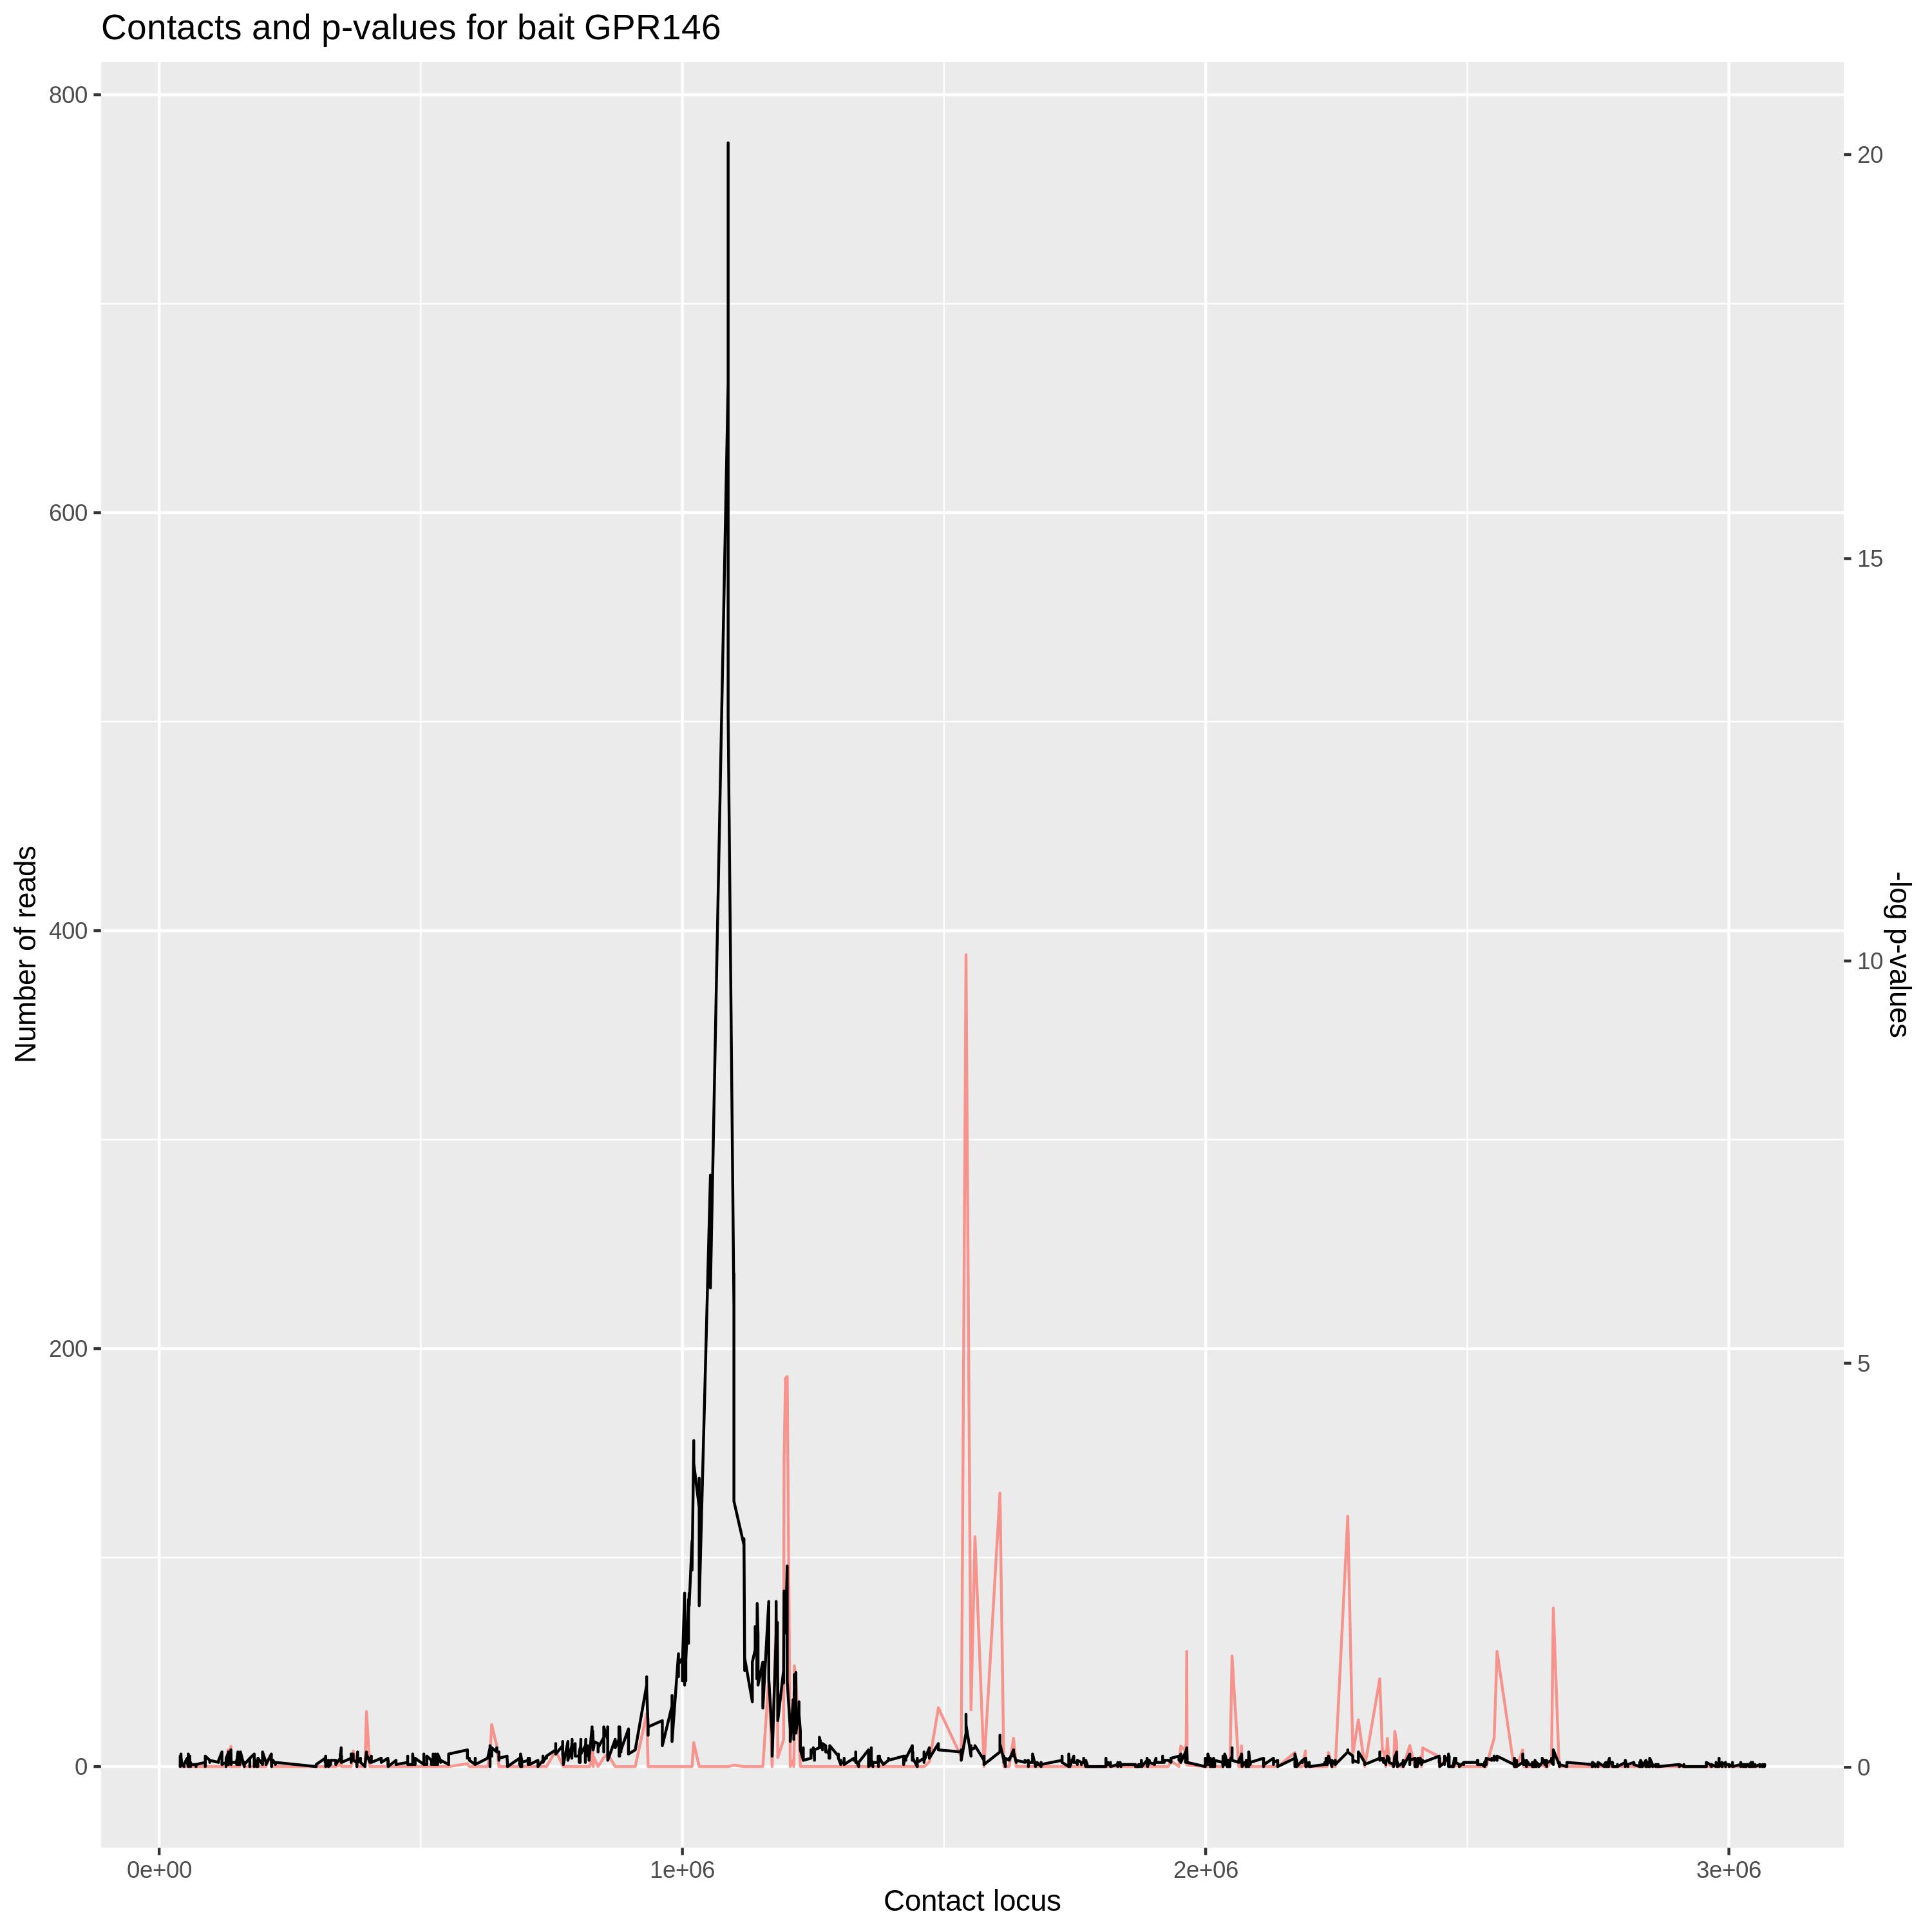 Contacts and p-values for bait GPR146
800
600
400
200
0
20
15
10
5
0
Number of reads
-log p-values
0e+00
1e+06
2e+06
3e+06
Contact locus